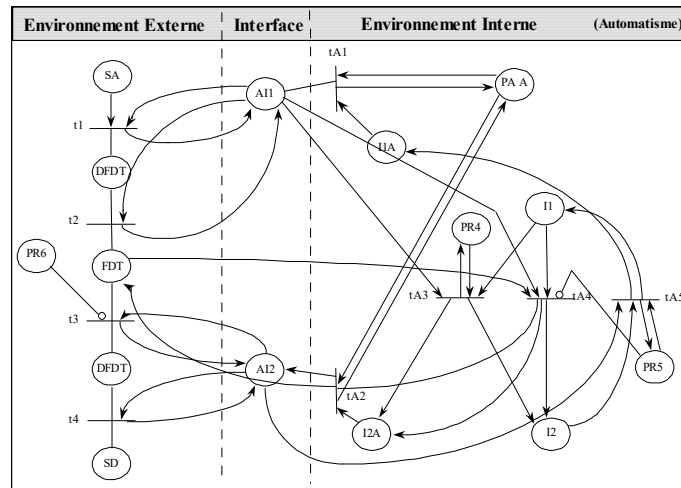 Environnement Externe
Interface
Environnement Interne
(Automatisme)
SA
AI1
tA1
PA A
t1
I1A
DFDT
t2
I1
PR4
PR6
FDT
tA3
tA4
tA5
t3
DFDT
AI2
PR5
tA2
t4
I2A
I2
SD